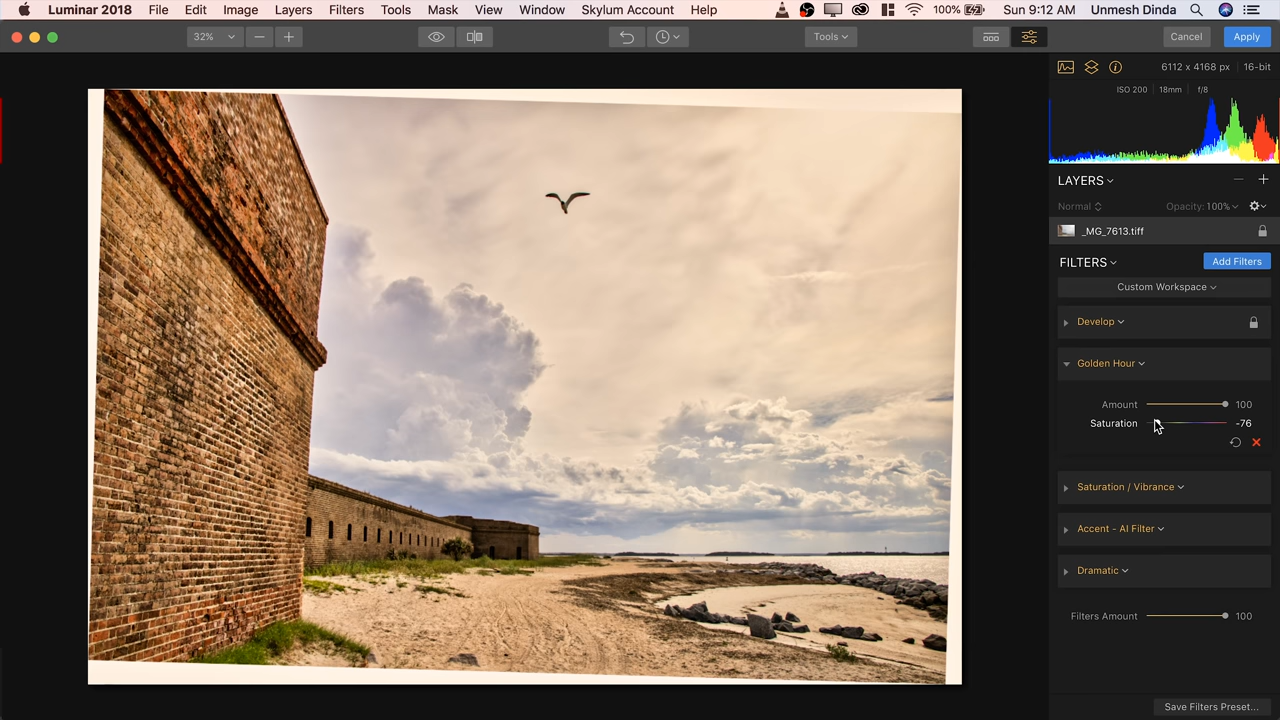 Luminar 2018 File Edit Image Layers Filters Tools Mask View Window Skylum Account Help 100% Sun 9:12 AM Unmesh Dinda
32% Tools Cancel Apply
6112 x 4168 px 16-bit
ISO 200 18mm f/8
LAYERS
Normal Opacity: 100%
_MG_7613.tiff
FILTERS Add Filters
Custom Workspace
Develop
Golden Hour
Amount 100
Saturation -76
Saturation / Vibrance
Accent - AI Filter
Dramatic
Filters Amount 100
Save Filters Preset...